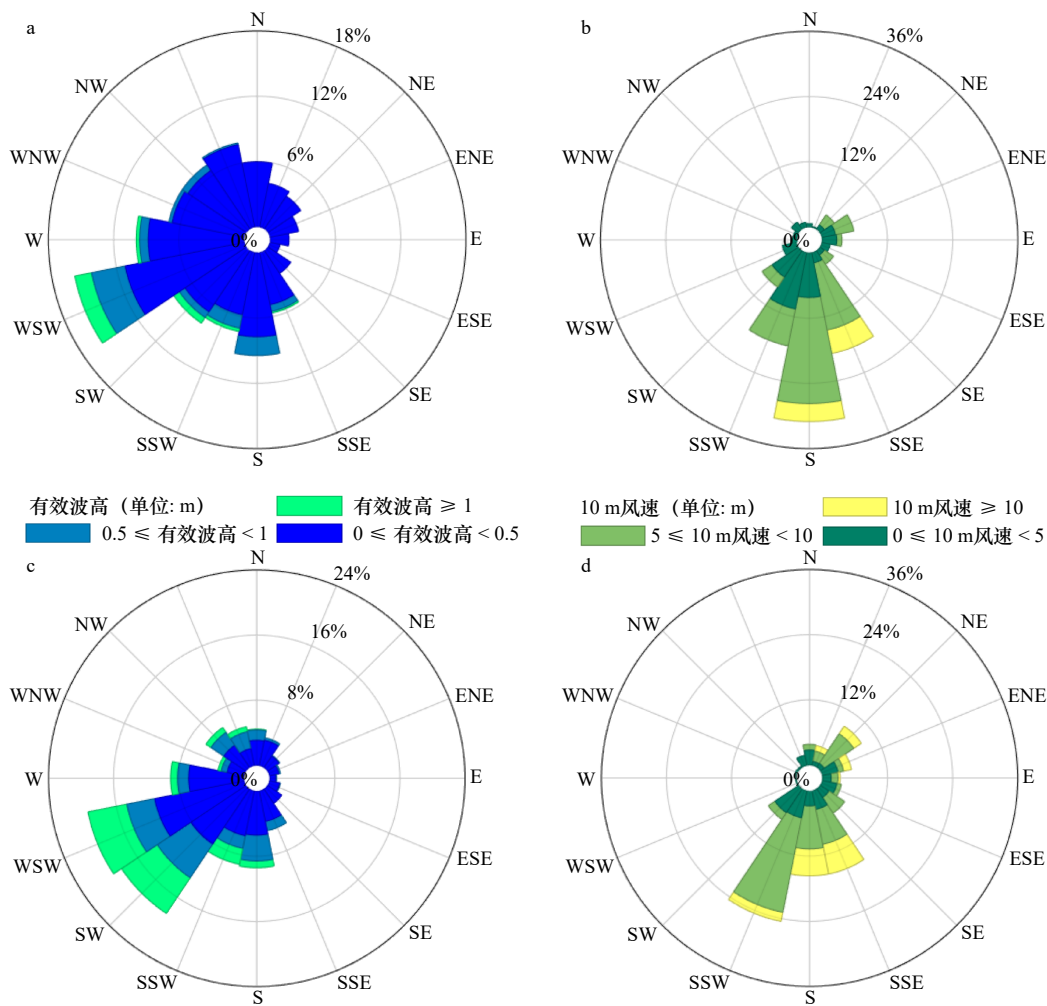 a
N
18%
12%
6%
0%
NW
NE
WNW
ENE
W
E
WSW
ESE
SW
SE
SSW
SSE
S
b
N
36%
24%
12%
0%
NW
NE
WNW
ENE
W
E
WSW
ESE
SW
SE
SSW
SSE
S
有效波高（单位: m）
有效波高 ≥ 1
0.5 ≤ 有效波高 < 1
0 ≤ 有效波高 < 0.5
10 m风速（单位: m）
10 m风速 ≥ 10
5 ≤ 10 m风速 < 10
0 ≤ 10 m风速 < 5
c
N
24%
16%
8%
0%
NW
NE
WNW
ENE
W
E
WSW
ESE
SW
SE
SSW
SSE
S
d
N
36%
24%
12%
0%
NW
NE
WNW
ENE
W
E
WSW
ESE
SW
SE
SSW
SSE
S